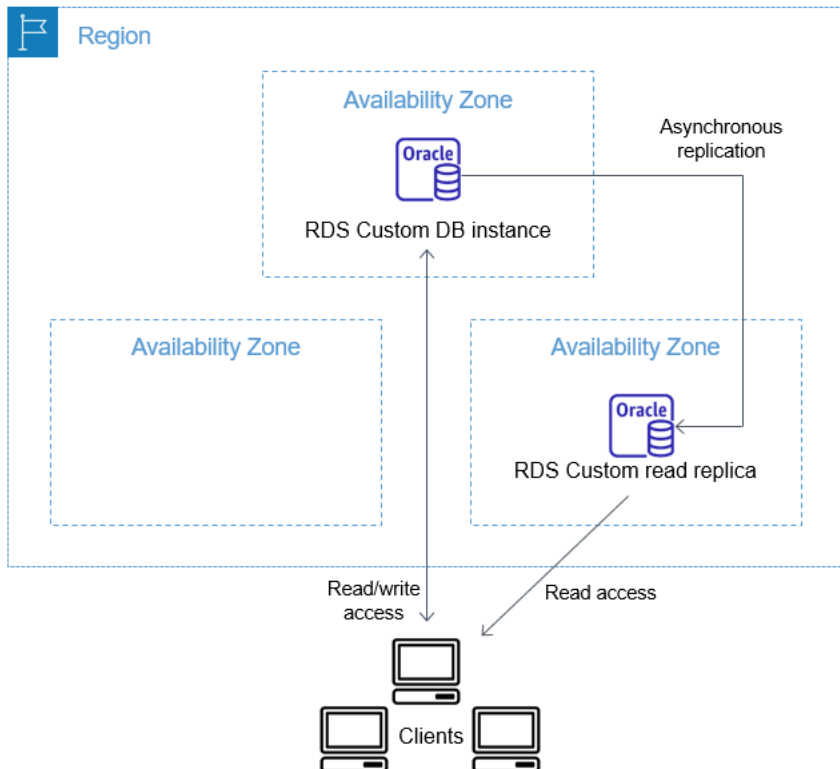 Region
Availability Zone
Asynchronous
replication
Oracle
RDS Custom DB instance
Availability Zone
Availability Zone
Oracle
RDS Custom read replica
Read/write
access
Read access
Clients